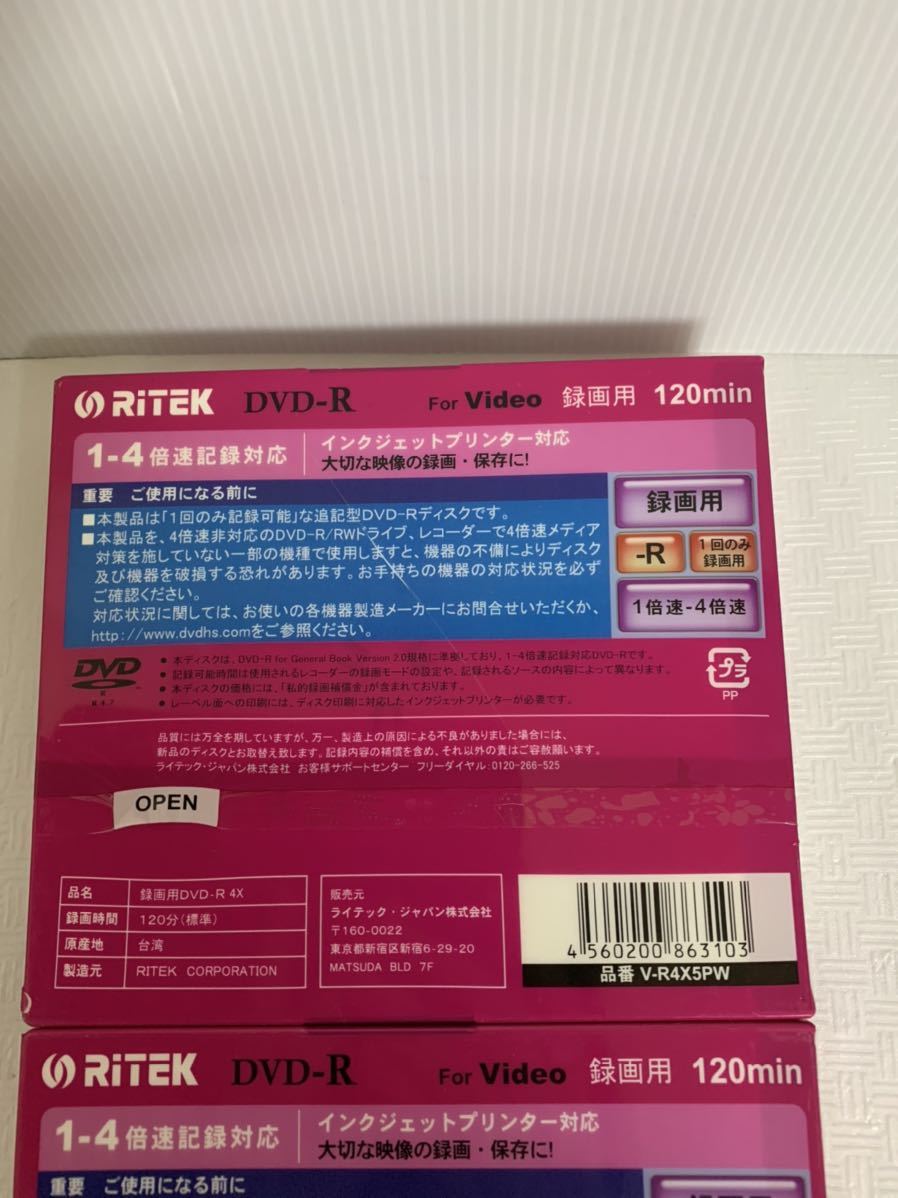 RiTEK DVD-R For Video 録画用 120min
1-4倍速記録対応
インクジェットプリンター対応
大切な映像の録画・保存に!
重要 ご使用になる前に
■本製品は「1回のみ記録可能」な追記型DVD-Rディスクです。
■本製品を、4倍速非対応のDVD-R/RWドライブ、レコーダーで4倍速メディア
対策を施していない一部の機種で使用しますと、機器の不備によりディスク
及び機器を破損する恐れがあります。お手持ちの機器の対応状況を必ず
ご確認ください。
対応状況に関しては、お使いの各機器製造メーカーにお問合せいただくか、
http://www.dvdhs.comをご参照ください。
録画用
-R
1回のみ
録画用
1倍速-4倍速
DVD
R
R 4.7
● 本ディスクは、DVD-R for General Book Version 2.0規格に準拠しており、1-4倍速記録対応DVD-Rです。
● 記録可能時間は使用されるレコーダーの録画モードの設定や、記録されるソースの内容によって異なります。
● 本ディスクの価格には、「私的録画補償金」が含まれております。
● レーベル面への印刷には、ディスク印刷に対応したインクジェットプリンターが必要です。
プラ
PP
品質には万全を期していますが、万一、製造上の原因による不良がありました場合には、
新品のディスクとお取替え致します。記録内容の補償を含め、それ以外の責はご容赦願います。
ライテック・ジャパン株式会社 お客様サポートセンター フリーダイヤル:0120-266-525
OPEN
品名 録画用DVD-R 4X
録画時間 120分(標準)
原産地 台湾
製造元 RITEK CORPORATION
販売元
ライテック・ジャパン株式会社
〒160-0022
東京都新宿区新宿6-29-20
MATSUDA BLD 7F
4 560200 863103
品番 V-R4X5PW
RiTEK DVD-R For Video 録画用 120min
1-4倍速記録対応
インクジェットプリンター対応
大切な映像の録画・保存に!
重要 ご使用になる前に